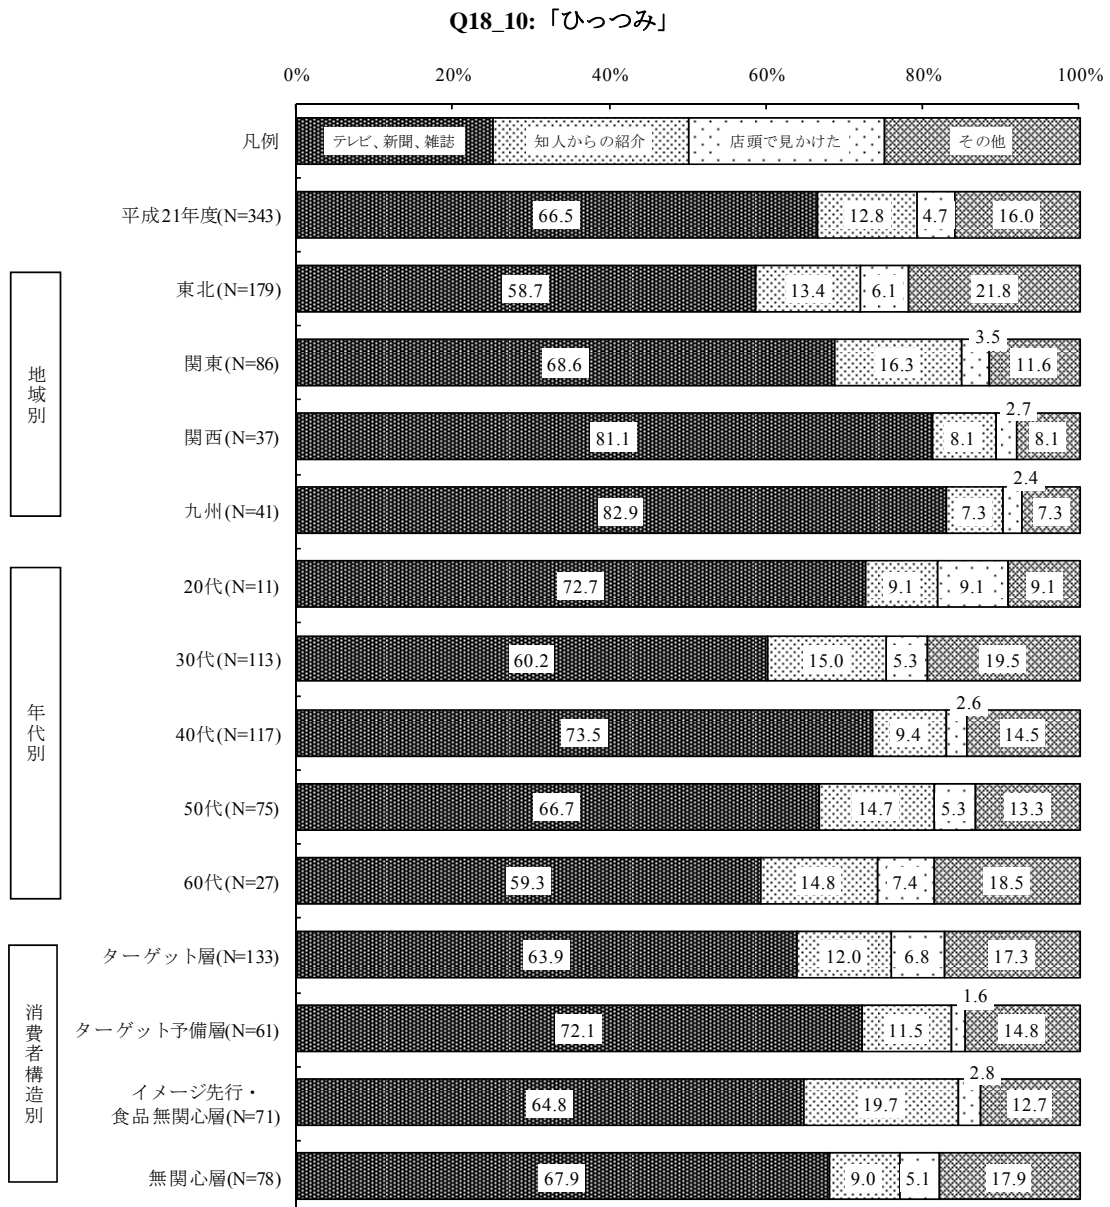 Q18_10:「ひっつみ」
0% 20% 40% 60% 80% 100%
凡例 テレビ、新聞、雑誌 知人からの紹介 店頭で見かけた その他
平成21年度(N=343) 66.5 12.8 4.7 16.0
地域別
東北(N=179) 58.7 13.4 6.1 21.8
関東(N=86) 68.6 16.3 3.5 11.6
関西(N=37) 81.1 8.1 2.7 8.1
九州(N=41) 82.9 7.3 2.4 7.3
年代別
20代(N=11) 72.7 9.1 9.1 9.1
30代(N=113) 60.2 15.0 5.3 19.5
40代(N=117) 73.5 9.4 2.6 14.5
50代(N=75) 66.7 14.7 5.3 13.3
60代(N=27) 59.3 14.8 7.4 18.5
消費者構造別
ターゲット層(N=133) 63.9 12.0 6.8 17.3
ターゲット予備層(N=61) 72.1 11.5 1.6 14.8
イメージ先行・
食品無関心層(N=71) 64.8 19.7 2.8 12.7
無関心層(N=78) 67.9 9.0 5.1 17.9